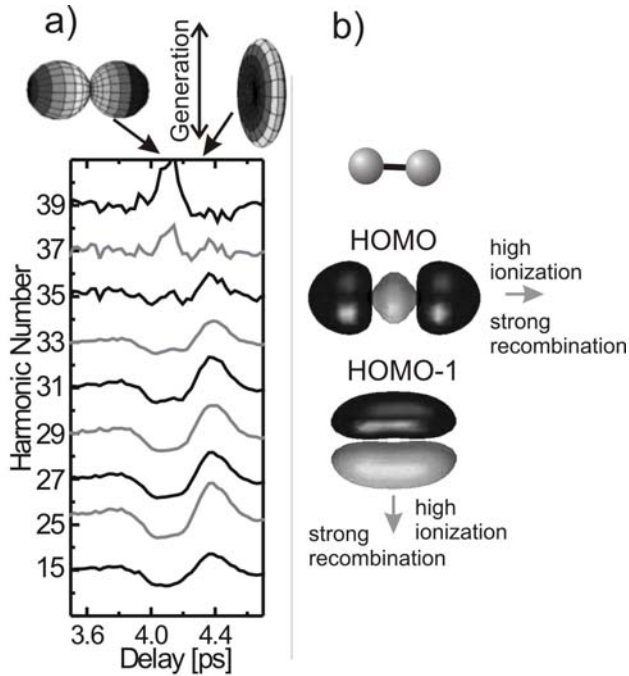 a)
Generation
Harmonic Number
39
37
35
33
31
29
27
25
15
3.6 4.0 4.4
Delay [ps]
b)
HOMO
high
ionization
strong
recombination
HOMO-1
high
ionization
strong
recombination